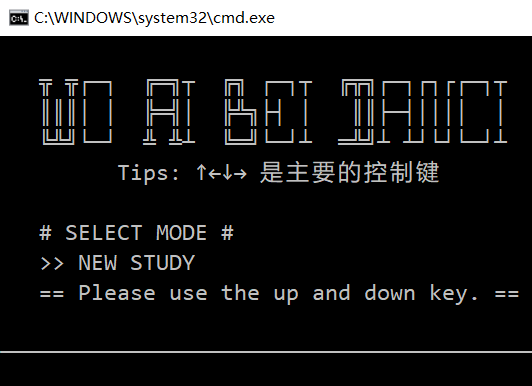 C:\WINDOWS\system32\cmd.exe
WO AI BEI DANCI
Tips: ↑←↓→ 是主要的控制键
# SELECT MODE #
>> NEW STUDY
== Please use the up and down key. ==